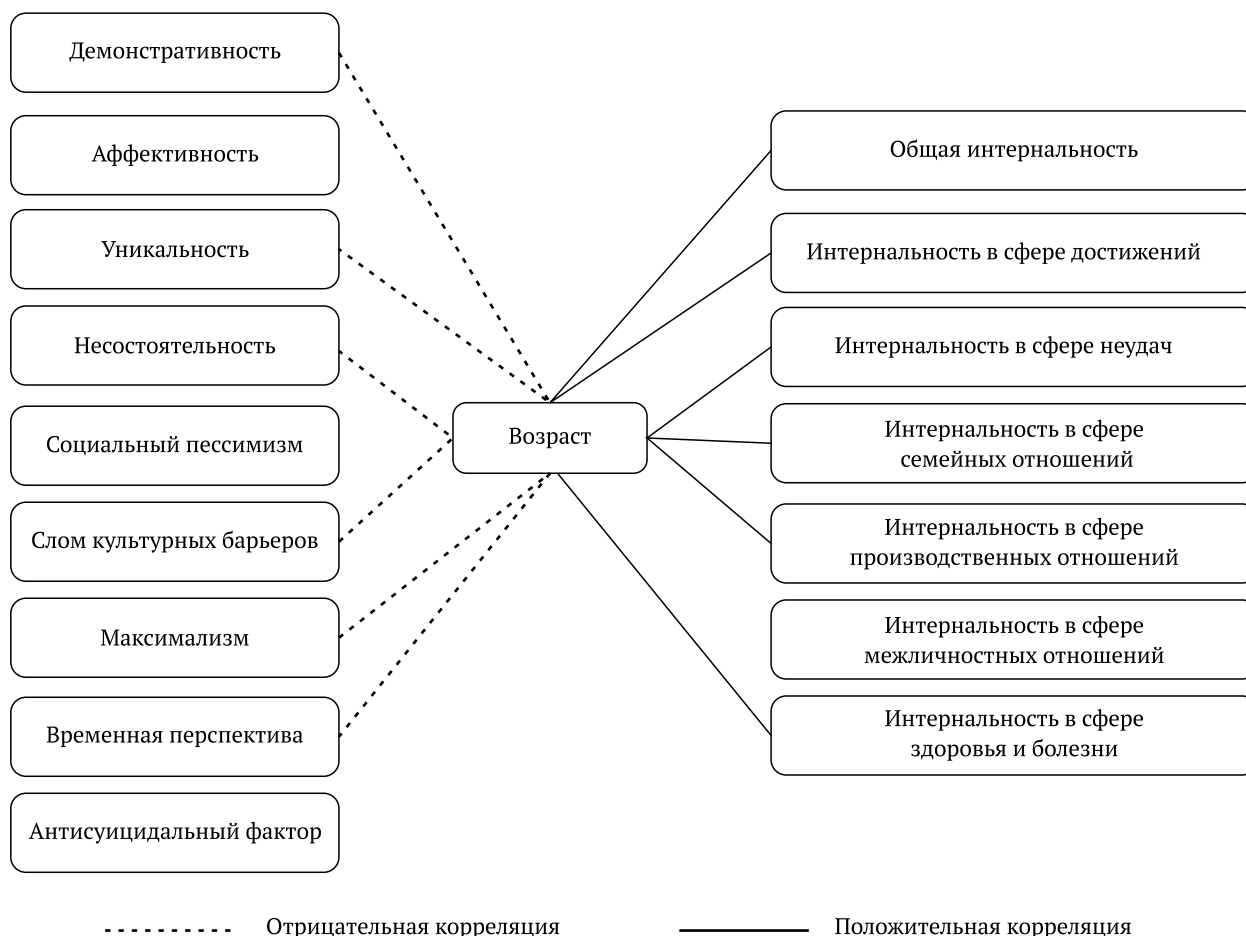 Демонстративность
Аффективность
Уникальность
Несостоятельность
Социальный пессимизм
Слом культурных барьеров
Максимализм
Временная перспектива
Антисуицидальный фактор
Возраст
Общая интернальность
Интернальность в сфере достижений
Интернальность в сфере неудач
Интернальность в сфере
семейных отношений
Интернальность в сфере
производственных отношений
Интернальность в сфере
межличностных отношений
Интернальность в сфере
здоровья и болезни
Отрицательная корреляция
Положительная корреляция